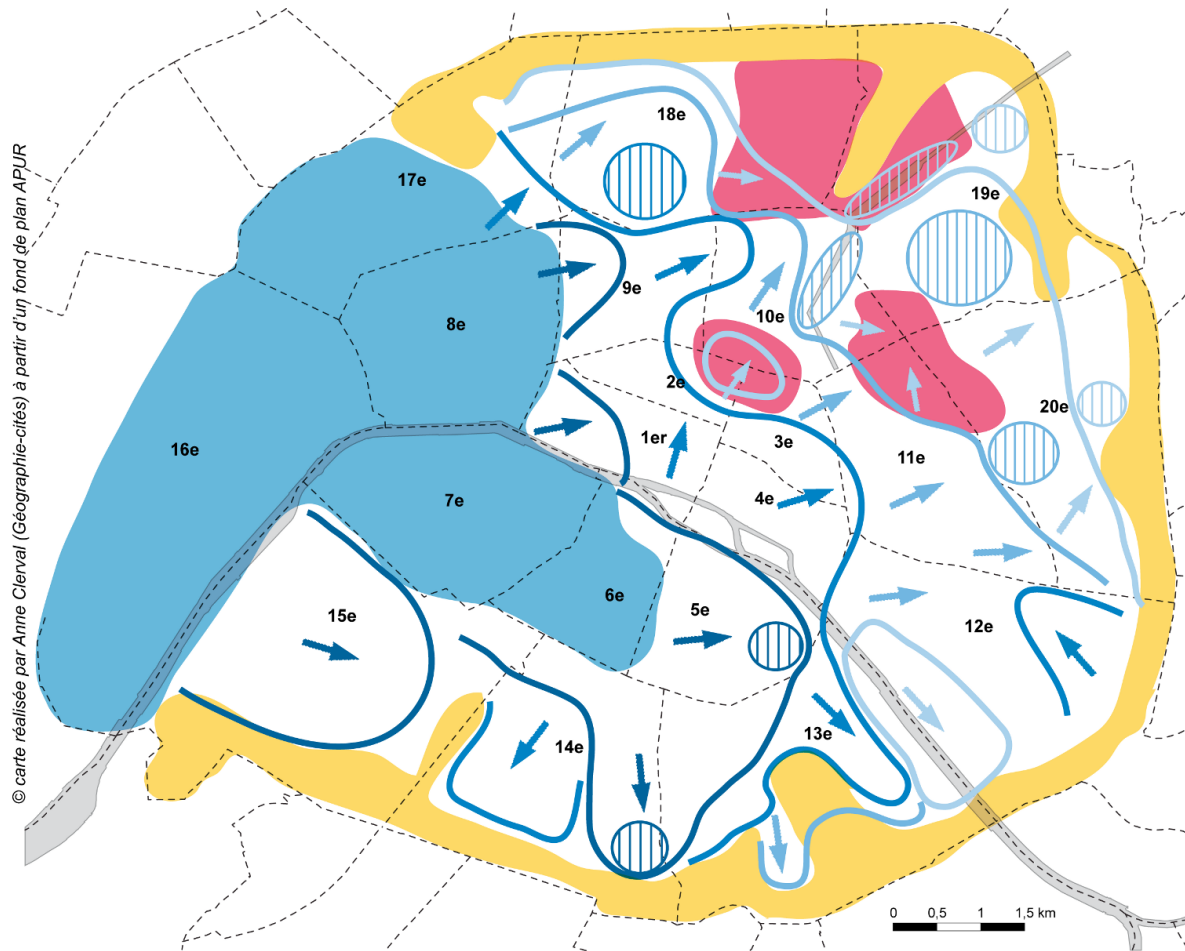 © carte réalisée par Anne Clerval (Géographie-cités) à partir d'un fond de plan APUR
18e
17e
19e
9e
8e
10e
2e
20e
16e
1er
3e
11e
7e
4e
6e
5e
15e
12e
13e
14e
0 0,5 1 1,5 km